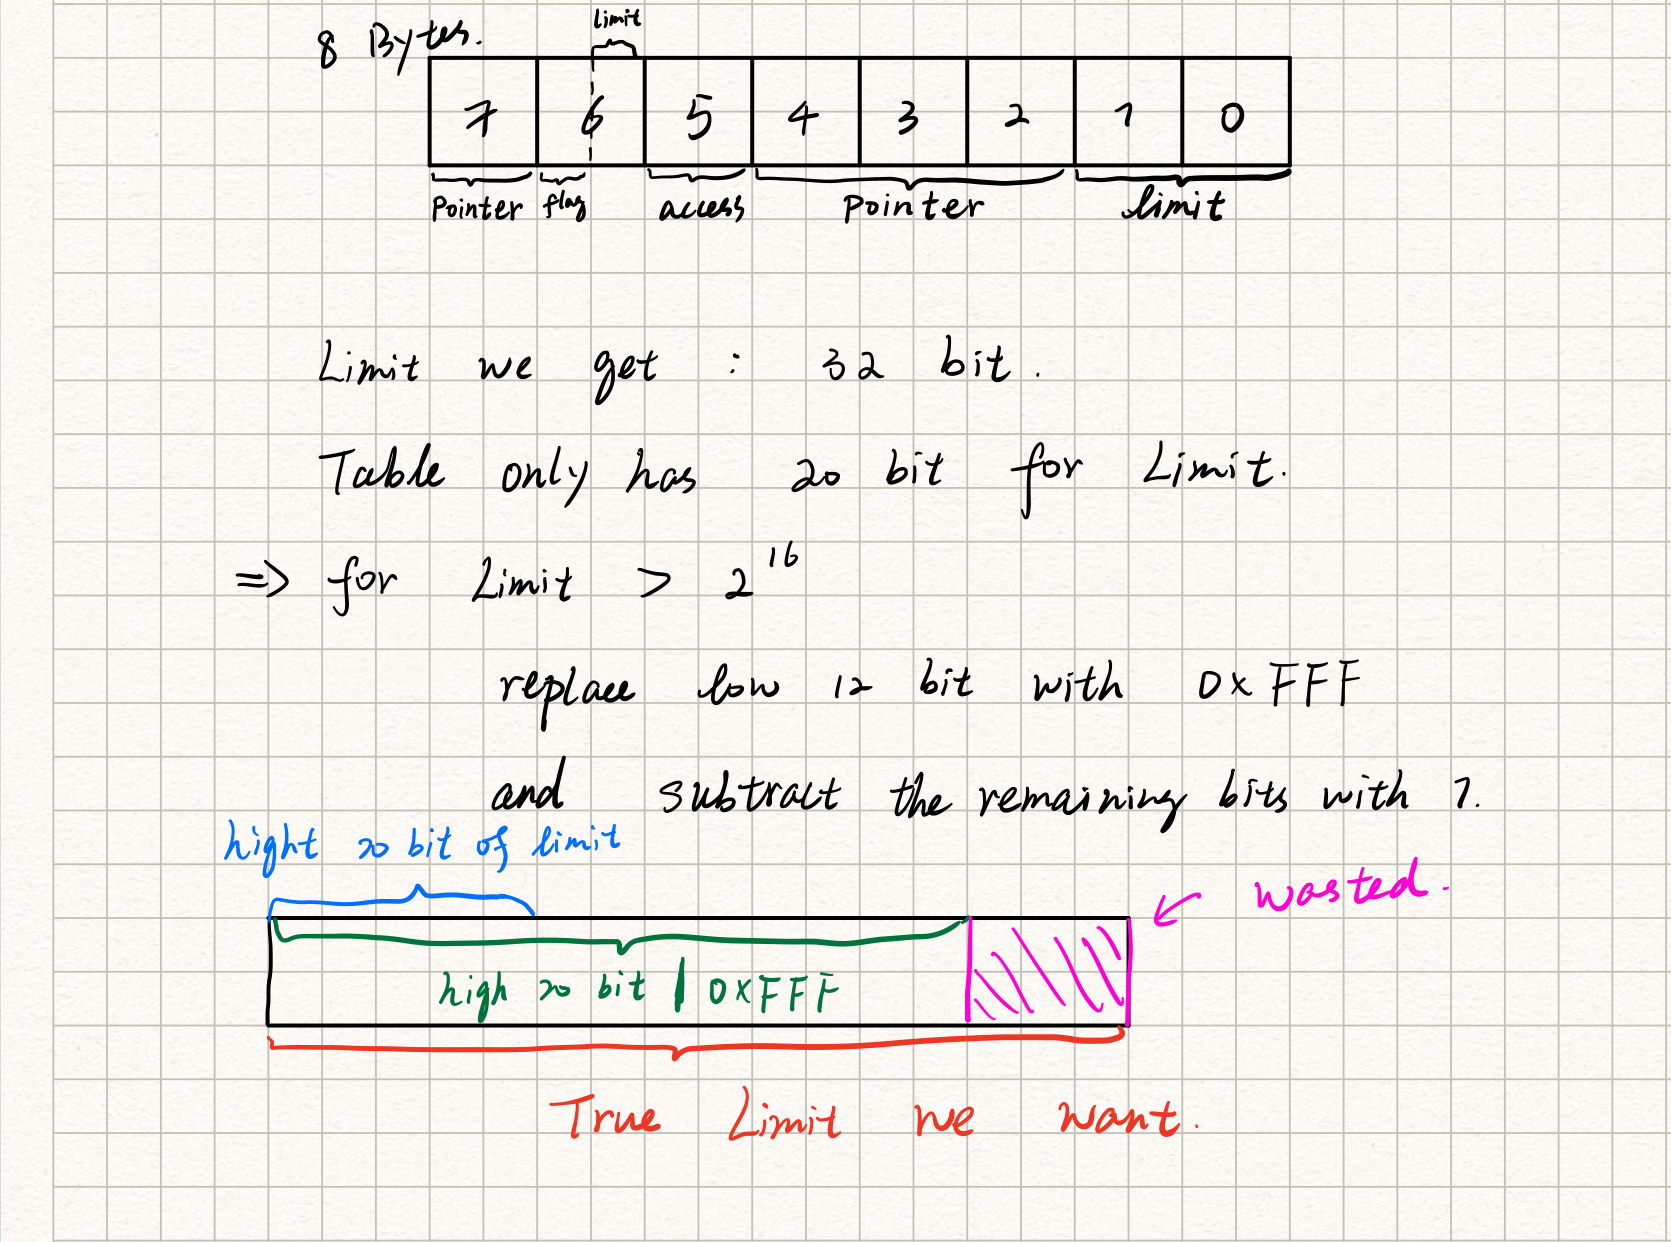 limit
8 Bytes.
7 6 5 4 3 2 1 0
Pointer flag access Pointer limit
Limit we get : 32 bit.
Table only has 20 bit for Limit.
=> for Limit > 2^16
replace low 12 bit with 0xFFF
and subtract the remaining bits with 1.
hight 20 bit of limit
wasted.
high 20 bit | 0xFFF
True Limit we want.